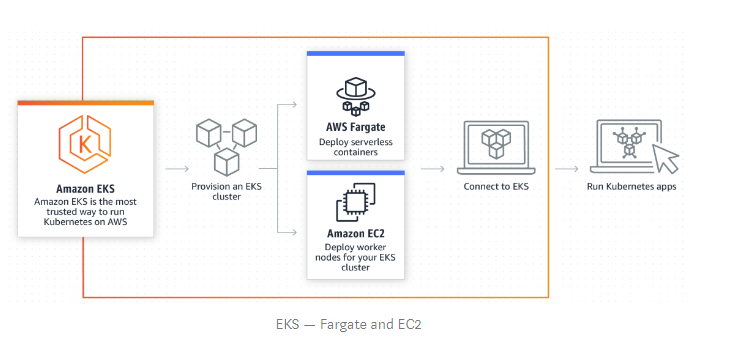 Amazon EKS
Amazon EKS is the most
trusted way to run
Kubernetes on AWS
Provision an EKS
cluster
AWS Fargate
Deploy serverless
containers
Amazon EC2
Deploy worker
nodes for your EKS
cluster
Connect to EKS
Run Kubernetes apps
EKS — Fargate and EC2